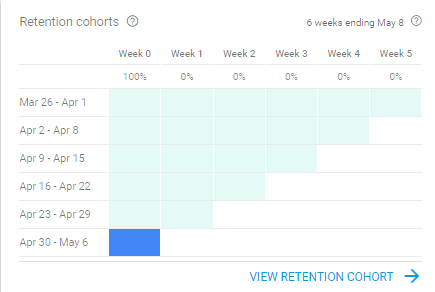 Retention cohorts
6 weeks ending May 8
Week 0 Week 1 Week 2 Week 3 Week 4 Week 5
100% 0% 0% 0% 0% 0%
Mar 26 - Apr 1
Apr 2 - Apr 8
Apr 9 - Apr 15
Apr 16 - Apr 22
Apr 23 - Apr 29
Apr 30 - May 6
VIEW RETENTION COHORT